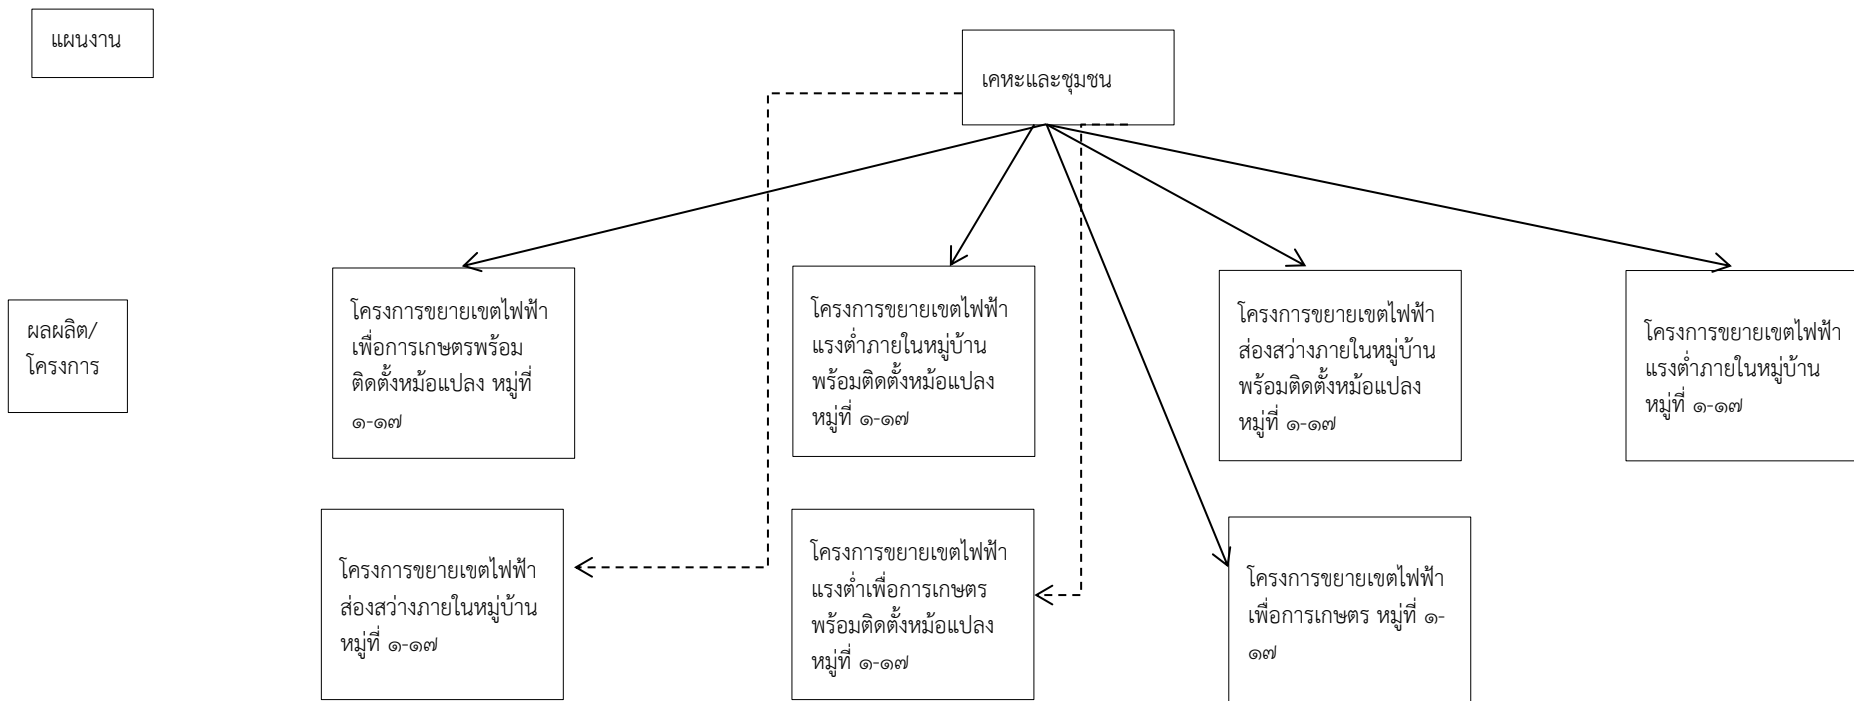 แผนงาน
เคหะและชุมชน
ผลผลิต/
โครงการ
โครงการขยายเขตไฟฟ้า
เพื่อการเกษตรพร้อม
ติดตั้งหม้อแปลง หมู่ที่
๑-๑๗
โครงการขยายเขตไฟฟ้า
แรงต่ำภายในหมู่บ้าน
พร้อมติดตั้งหม้อแปลง
หมู่ที่ ๑-๑๗
โครงการขยายเขตไฟฟ้า
ส่องสว่างภายในหมู่บ้าน
พร้อมติดตั้งหม้อแปลง
หมู่ที่ ๑-๑๗
โครงการขยายเขตไฟฟ้า
แรงต่ำภายในหมู่บ้าน
หมู่ที่ ๑-๑๗
โครงการขยายเขตไฟฟ้า
ส่องสว่างภายในหมู่บ้าน
หมู่ที่ ๑-๑๗
โครงการขยายเขตไฟฟ้า
แรงต่ำเพื่อการเกษตร
พร้อมติดตั้งหม้อแปลง
หมู่ที่ ๑-๑๗
โครงการขยายเขตไฟฟ้า
เพื่อการเกษตร หมู่ที่ ๑-
๑๗